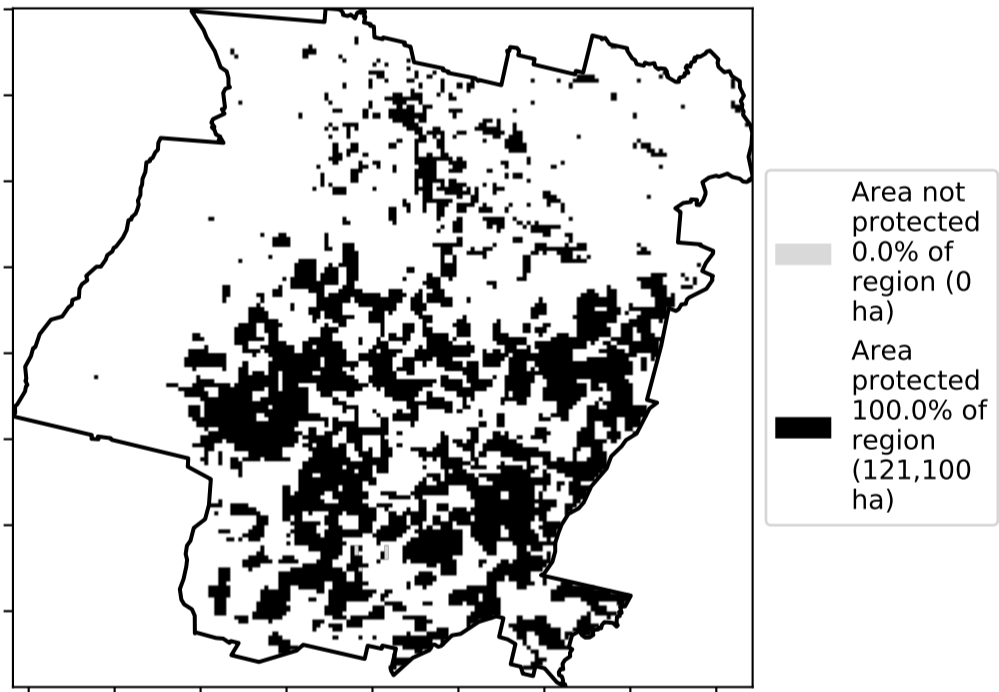 Area not
protected
0.0% of
region (0
ha)
Area
protected
100.0% of
region
(121,100
ha)